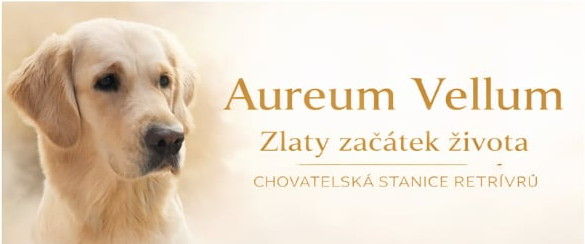 Aureum Vellum
Zlaty začátek života
CHOVATELSKÁ STANICE RETRÍVRŮ